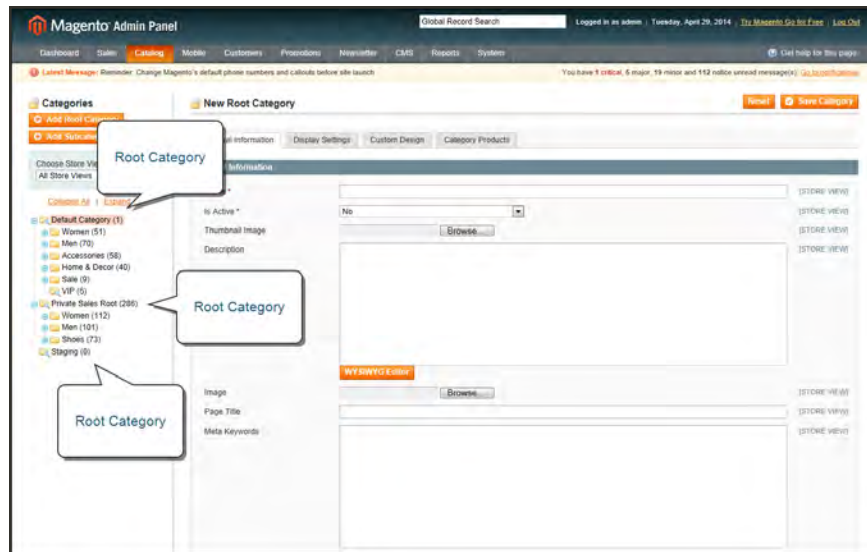 Magento Admin Panel
Global Record Search
Logged in as admin | Tuesday, April 29, 2014 | Try Magento Go for Free | Log Out
Dashboard Sales Catalog Mobile Customers Promotions Newsletter CMS Reports System
Get help for this page
Latest Message: Reminder: Change Magento's default phone numbers and callouts before site launch
You have 1 critical, 5 major, 19 minor and 112 notice unread message(s). Go to notifications
Categories
Add Root Category
Add Subcate
Choose Store Vie
All Store Views
Collapse All | Expand
Default Category (1)
Women (51)
Men (70)
Accessories (58)
Home & Decor (40)
Sale (9)
VIP (5)
Private Sales Root (286)
Women (112)
Men (101)
Shoes (73)
Staging (0)
Root Category
Root Category
Root Category
New Root Category
Reset
Save Category
al Information
Display Settings
Custom Design
Category Products
Information
*
[STORE VIEW]
Is Active *
No
[STORE VIEW]
Thumbnail Image
Browse...
[STORE VIEW]
Description
[STORE VIEW]
WYSIWYG Editor
Image
Browse...
[STORE VIEW]
Page Title
[STORE VIEW]
Meta Keywords
[STORE VIEW]